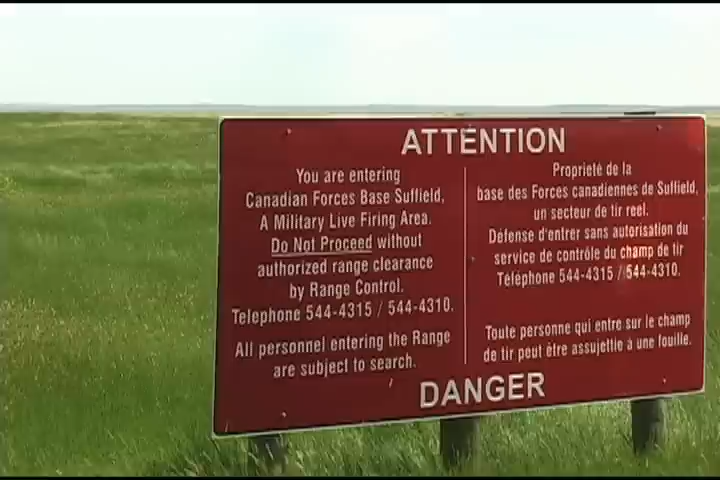 ATTENTION
You are entering
Canadian Forces Base Suffield,
A Military Live Firing Area.
Do Not Proceed without
authorized range clearance
by Range Control.
Telephone 544-4315 / 544-4310.
All personnel entering the Range
are subject to search.
Proprieté de la
base des Forces canadiennes de Suffield,
un secteur de tir reel.
Défense d'entrer sans autorisation du
service de contrôle du champ de tir
Téléphone 544-4315 / 544-4310.
Toute personne qui entre sur le champ
de tir peut être assujettie à une fouille.
DANGER